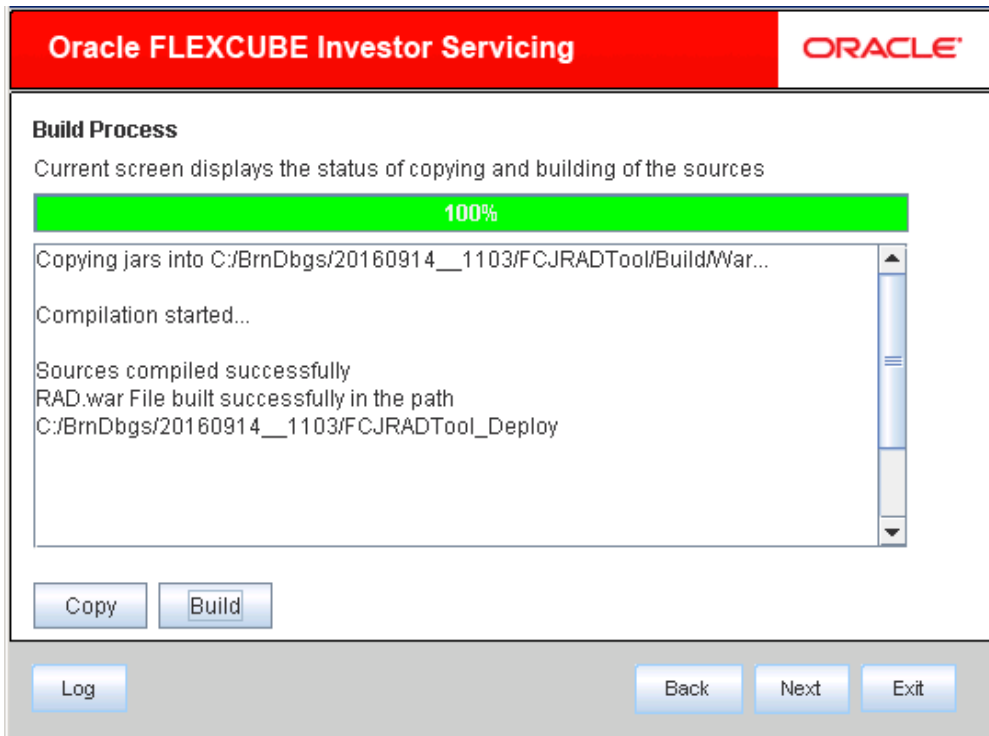 Oracle FLEXCUBE Investor Servicing
ORACLE
Build Process
Current screen displays the status of copying and building of the sources
100%
Copying jars into C:/BrnDbgs/20160914__1103/FCJRADTool/Build/War...
Compilation started...
Sources compiled successfully
RAD.war File built successfully in the path
C:/BrnDbgs/20160914__1103/FCJRADTool_Deploy
Copy
Build
Log
Back
Next
Exit